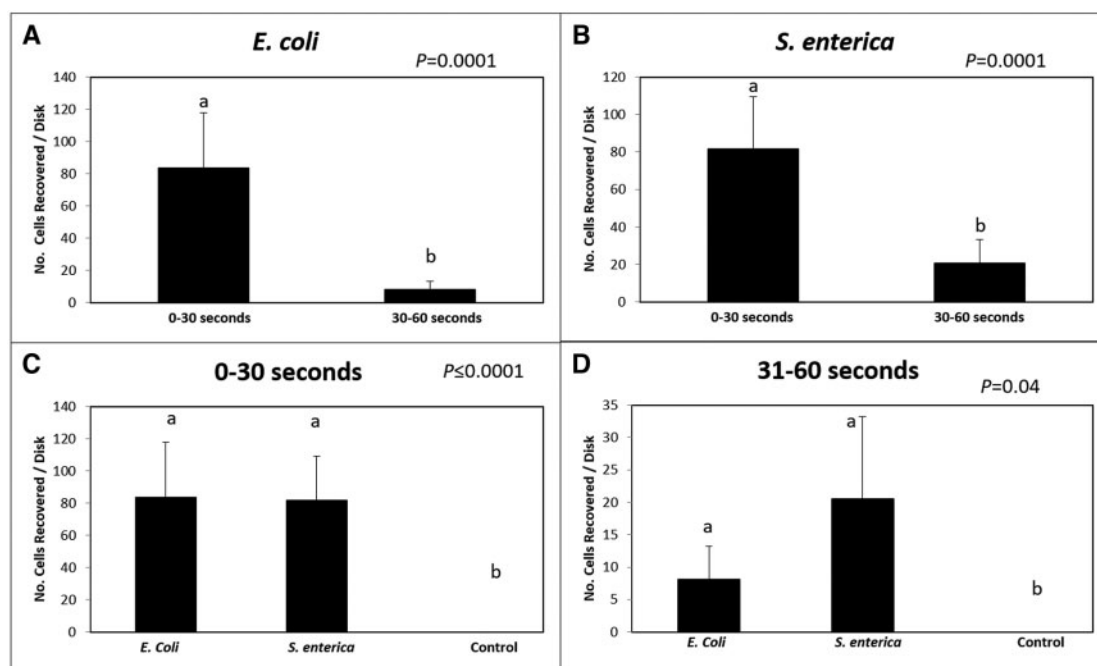 A
E. coli
P=0.0001
No. Cells Recovered / Disk
140
120
100
80
60
40
20
0
a
b
0-30 seconds
30-60 seconds
B
S. enterica
P=0.0001
No. Cells Recovered / Disk
120
100
80
60
40
20
0
a
b
0-30 seconds
30-60 seconds
C
0-30 seconds
P≤0.0001
No. Cells Recovered / Disk
140
120
100
80
60
40
20
0
a
a
b
E. Coli
S. enterica
Control
D
31-60 seconds
P=0.04
No. Cells Recovered / Disk
35
30
25
20
15
10
5
0
a
a
b
E. Coli
S. enterica
Control